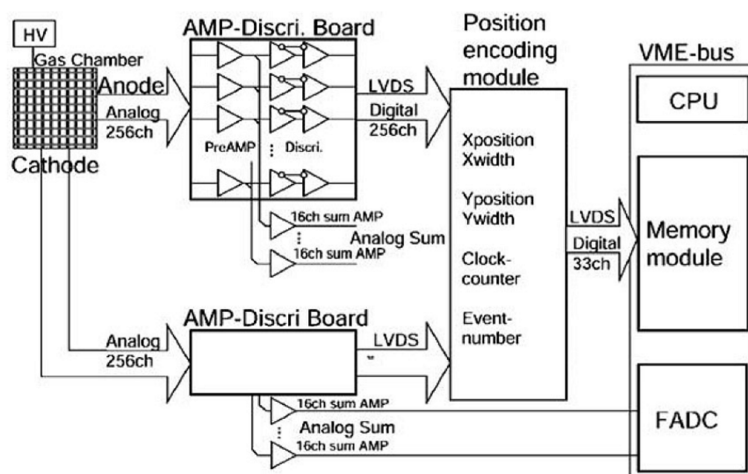 HV
Gas Chamber
Anode
Analog
256ch
Cathode
AMP-Discri. Board
PreAMP
Discri.
16ch sum AMP
Analog Sum
16ch sum AMP
LVDS
Digital
256ch
Position
encoding
module
Xposition
Xwidth
Yposition
Ywidth
Clock-
counter
Event-
number
LVDS
Digital
33ch
VME-bus
CPU
Memory
module
FADC
Analog
256ch
AMP-Discri Board
LVDS
"
16ch sum AMP
Analog Sum
16ch sum AMP